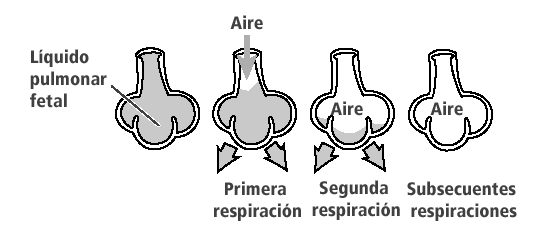 Aire
Líquido
pulmonar
fetal
Aire
Aire
Primera
respiración
Segunda
respiración
Subsecuentes
respiraciones